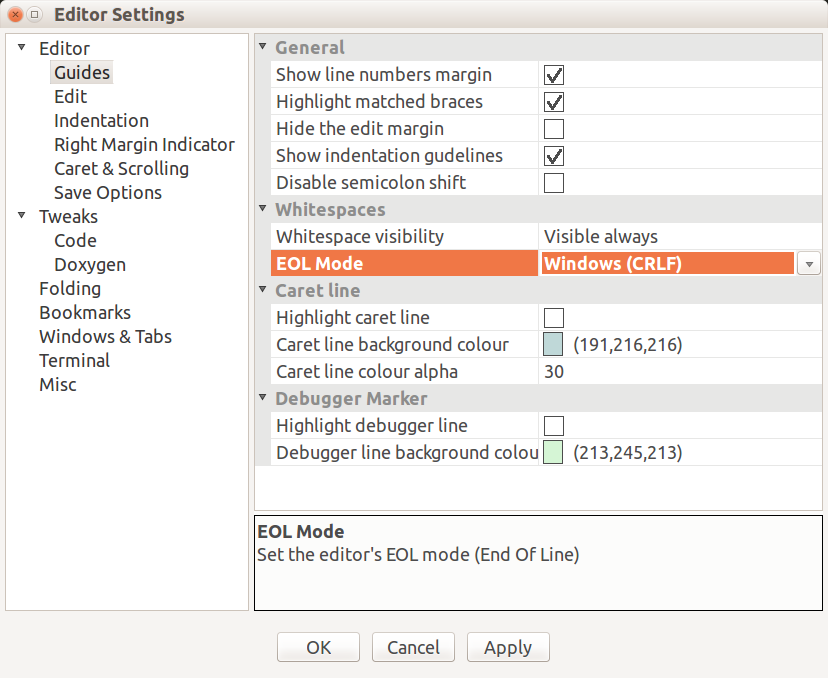 Editor Settings
Editor
Guides
Edit
Indentation
Right Margin Indicator
Caret & Scrolling
Save Options
Tweaks
Code
Doxygen
Folding
Bookmarks
Windows & Tabs
Terminal
Misc
General
Show line numbers margin
Highlight matched braces
Hide the edit margin
Show indentation gudelines
Disable semicolon shift
Whitespaces
Whitespace visibility Visible always
EOL Mode Windows (CRLF)
Caret line
Highlight caret line
Caret line background colour (191,216,216)
Caret line colour alpha 30
Debugger Marker
Highlight debugger line
Debugger line background colou (213,245,213)
EOL Mode
Set the editor's EOL mode (End Of Line)
OK Cancel Apply